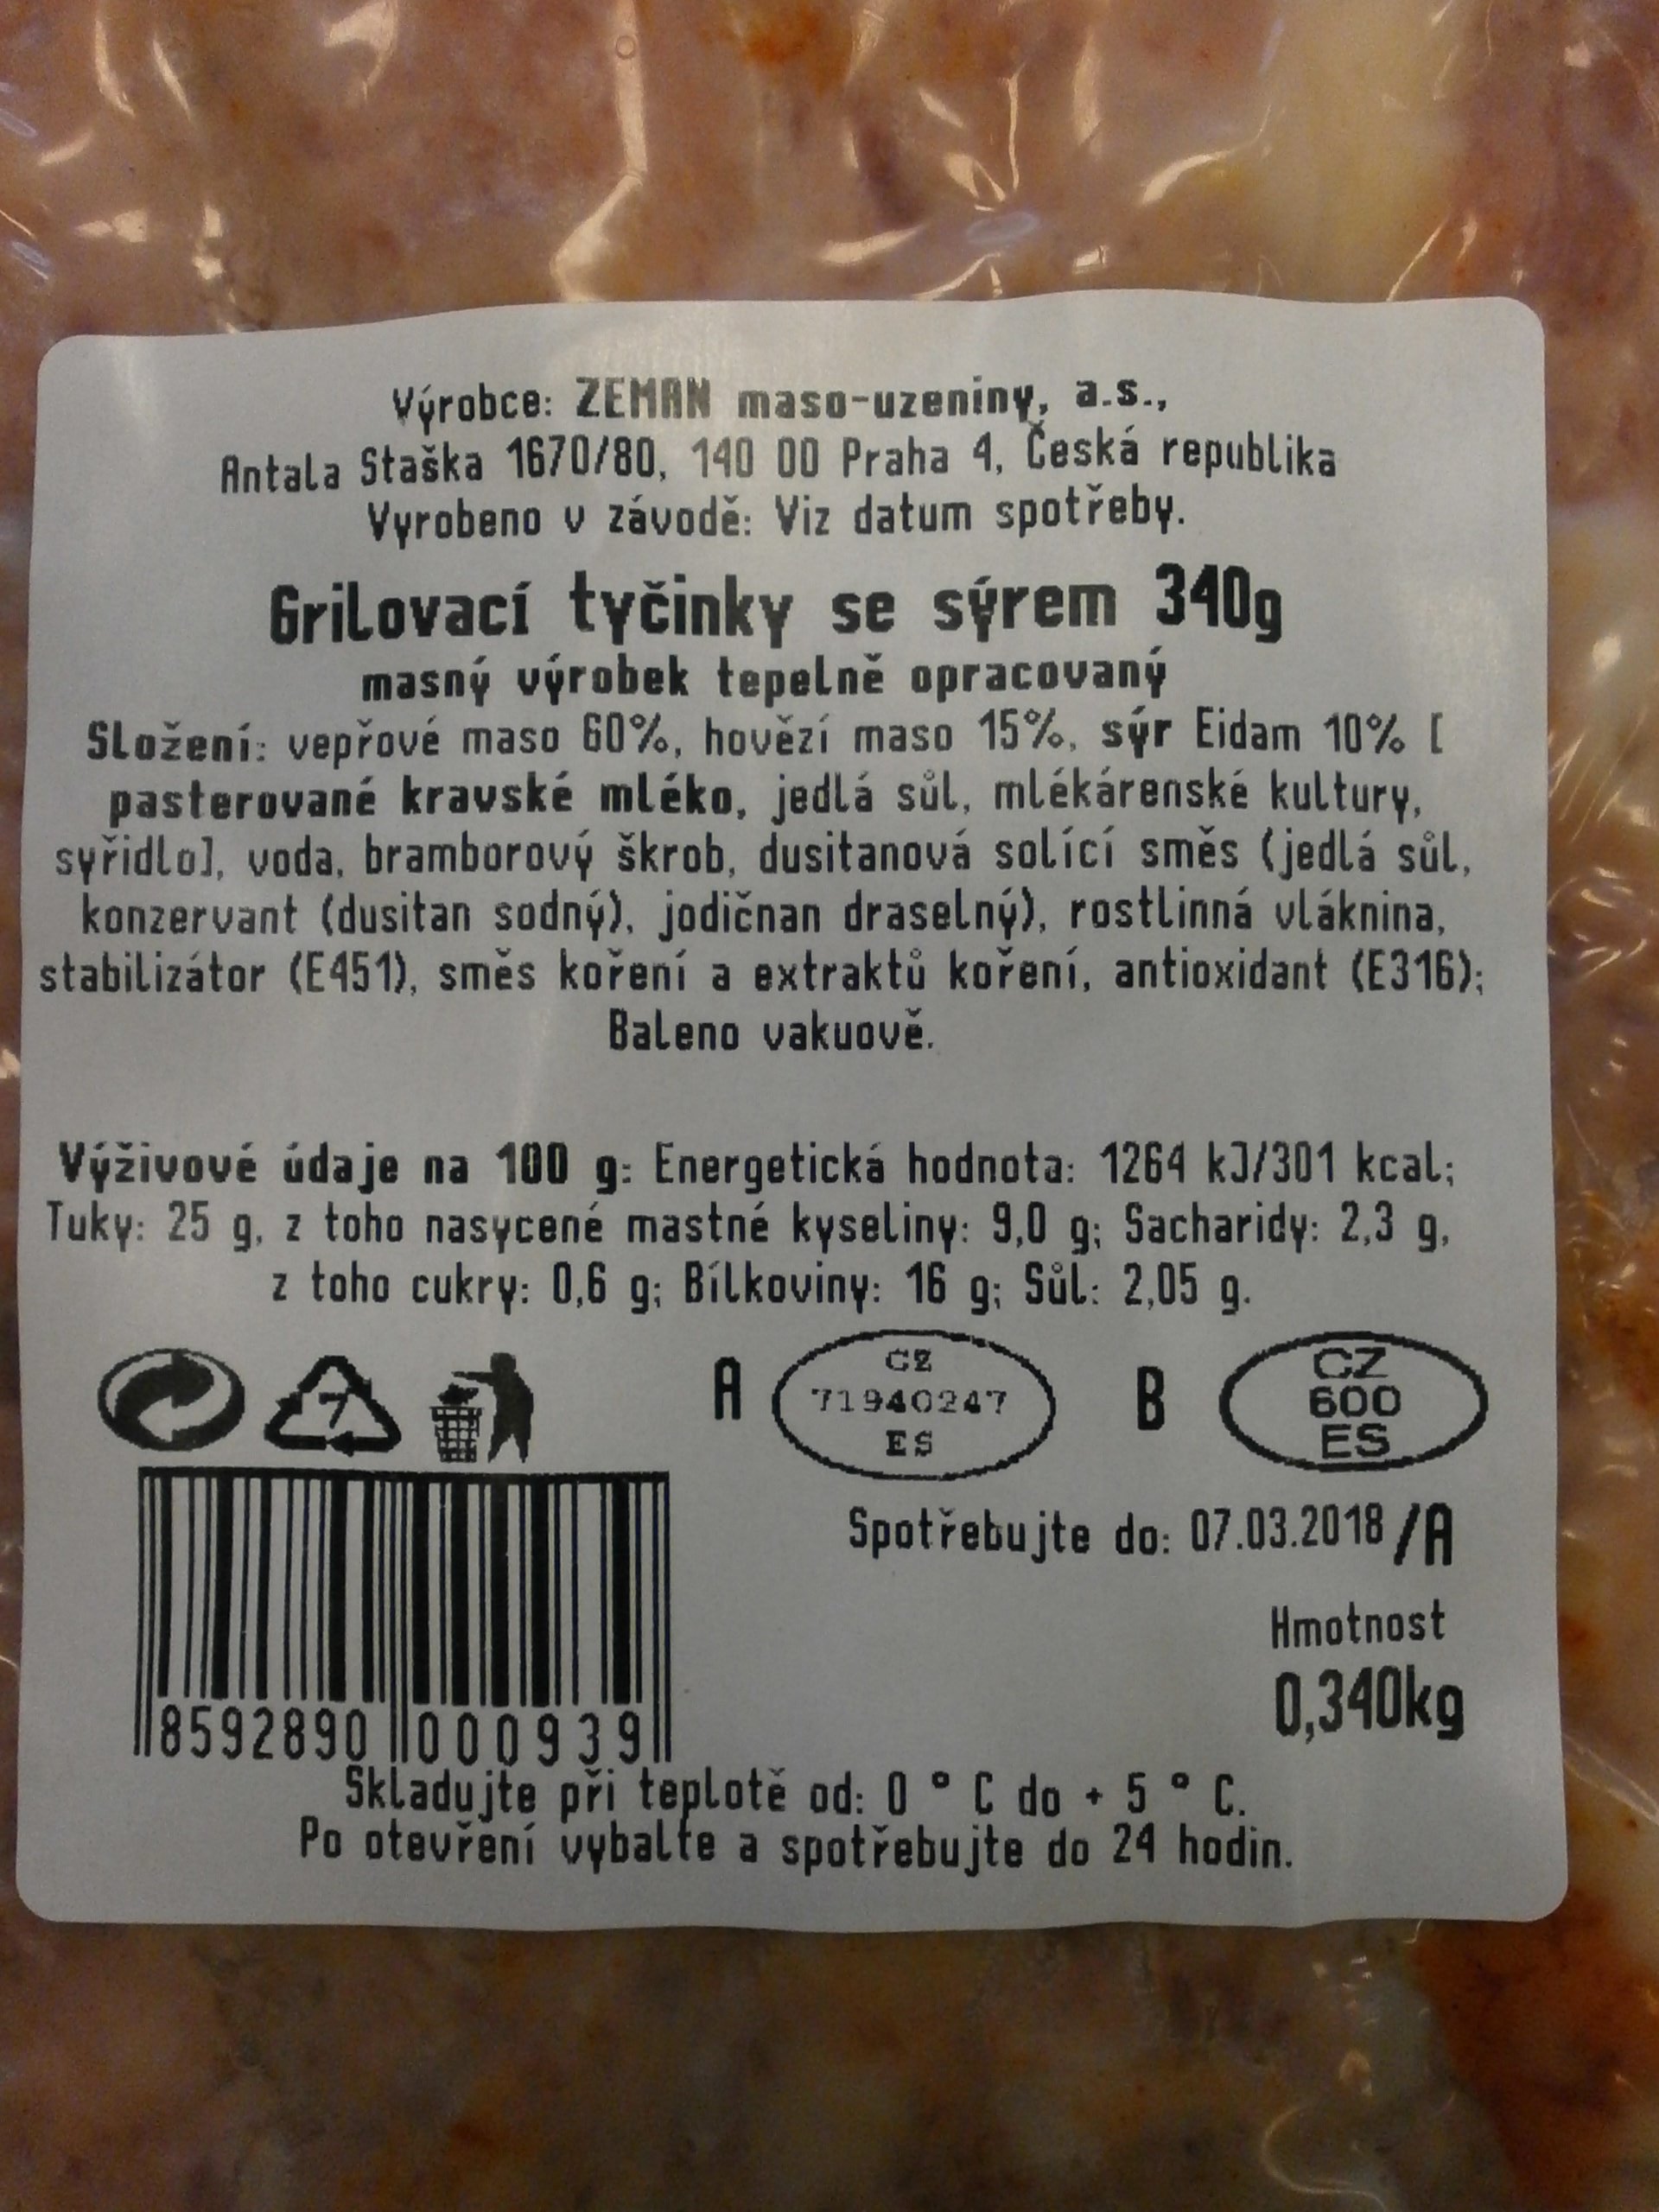 Výrobce: ZEMAN maso-uzeniny, a.s.,
Antala Staška 1670/80, 140 00 Praha 4, Česká republika
Vyrobeno v závodě: Viz datum spotřeby.
Grilovací tyčinky se sýrem 340g
masný výrobek tepelně opracovaný
Složení: vepřové maso 60%, hovězí maso 15%, sýr Eidam 10% [
pasterované kravské mléko, jedlá sůl, mlékárenské kultury,
syřidlo], voda, bramborový škrob, dusitanová solící směs (jedlá sůl,
konzervant (dusitan sodný), jodičnan draselný), rostlinná vláknina,
stabilizátor (E451), směs koření a extraktů koření, antioxidant (E316);
Baleno vakuově.
Výživové údaje na 100 g: Energetická hodnota: 1264 kJ/301 kcal;
Tuky: 25 g, z toho nasycené mastné kyseliny: 9,0 g; Sacharidy: 2,3 g,
z toho cukry: 0,6 g; Bílkoviny: 16 g; Sůl: 2,05 g.
7
A
CZ
71940247
ES
B
CZ
600
ES
Spotřebujte do: 07.03.2018 /A
Hmotnost
0,340kg
8592890 000939
Skladujte při teplotě od: 0 ° C do + 5 ° C.
Po otevření vybalte a spotřebujte do 24 hodin.